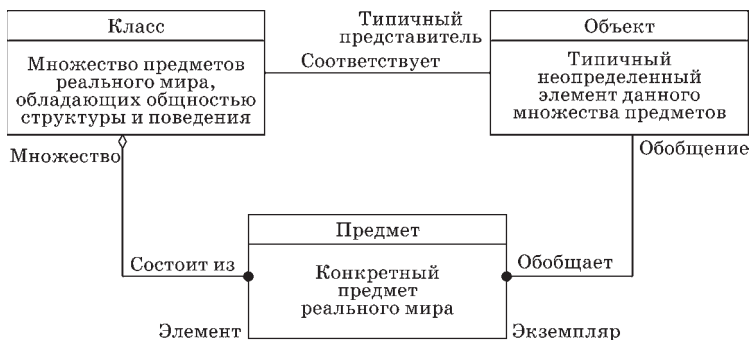 Класс
Множество предметов
реального мира,
обладающих общностью
структуры и поведения
Типичный
представитель
Соответствует
Объект
Типичный
неопределенный
элемент данного
множества предметов
Множество
Обобщение
Предмет
Состоит из
Конкретный
предмет
реального мира
Обобщает
Элемент
Экземпляр